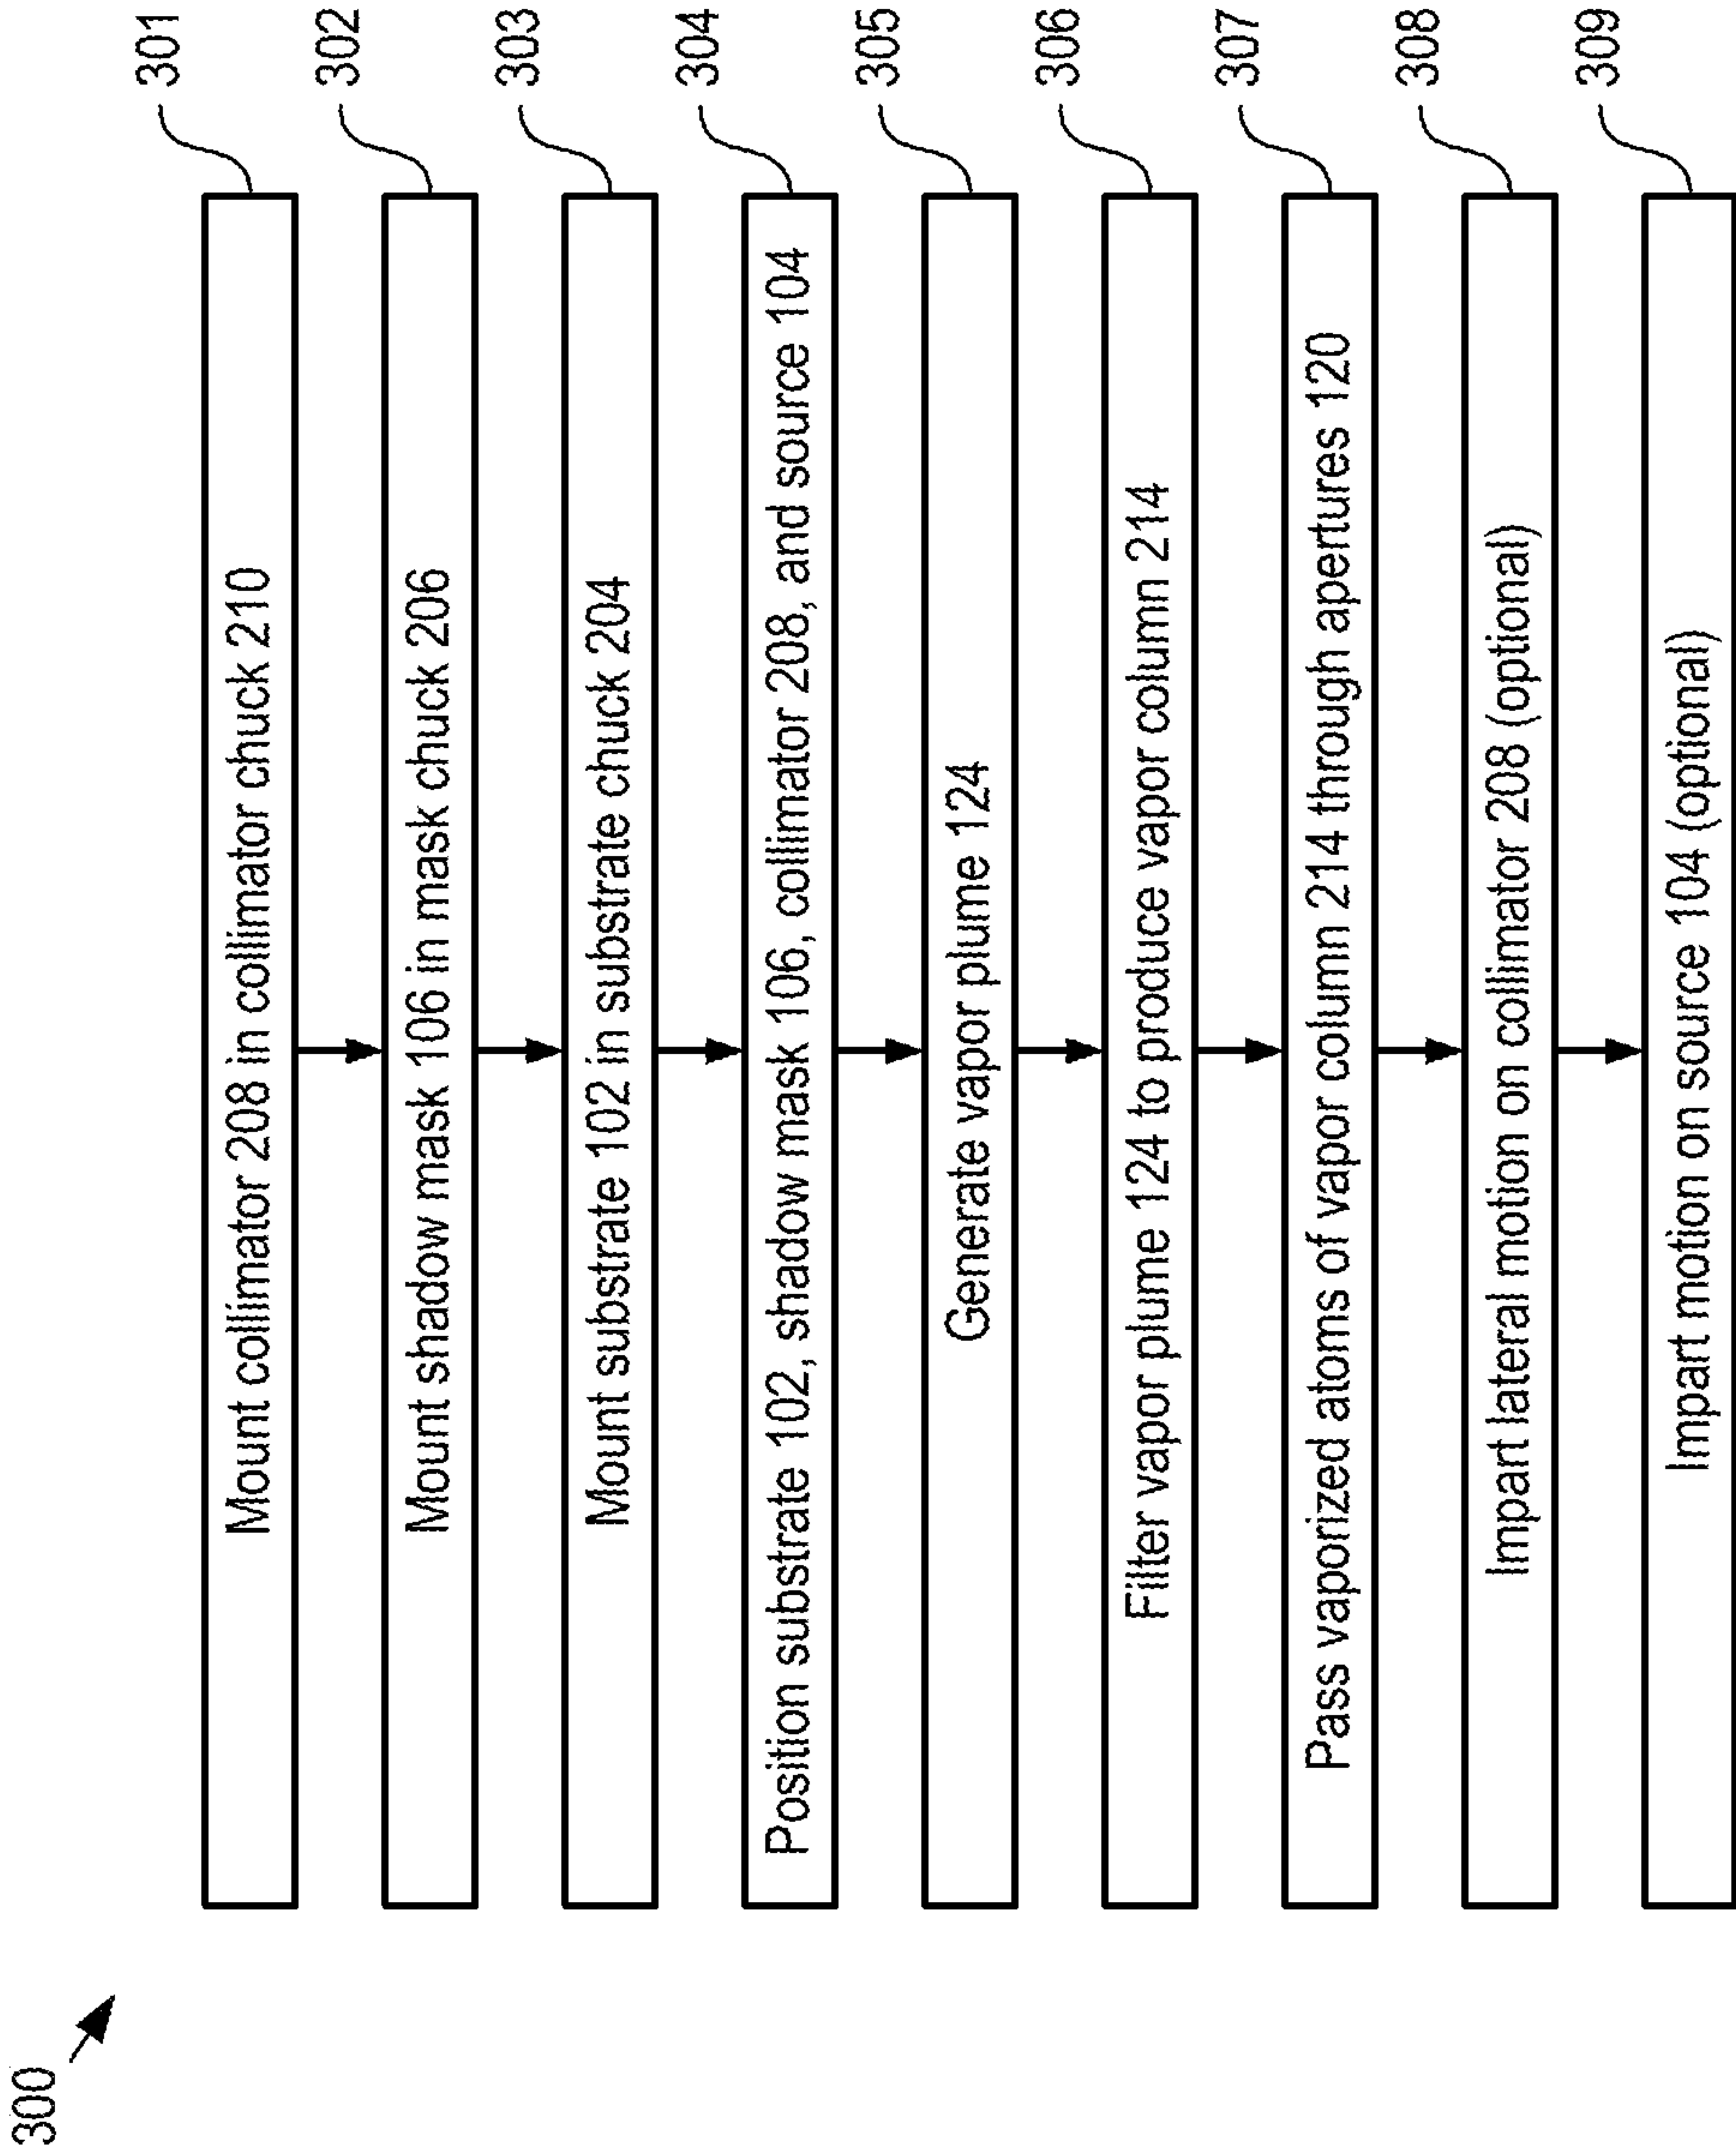 300
301
Mount collimator 208 in collimator chuck 210
302
Mount shadow mask 106 in mask chuck 206
303
Mount substrate 102 in substrate chuck 204
304
Position substrate 102, shadow mask 106, collimator 208, and source 104
305
Generate vapor plume 124
306
Filter vapor plume 124 to produce vapor column 214
307
Pass vaporized atoms of vapor column 214 through apertures 120
308
Impart lateral motion on collimator 208 (optional)
309
Impart motion on source 104 (optional)